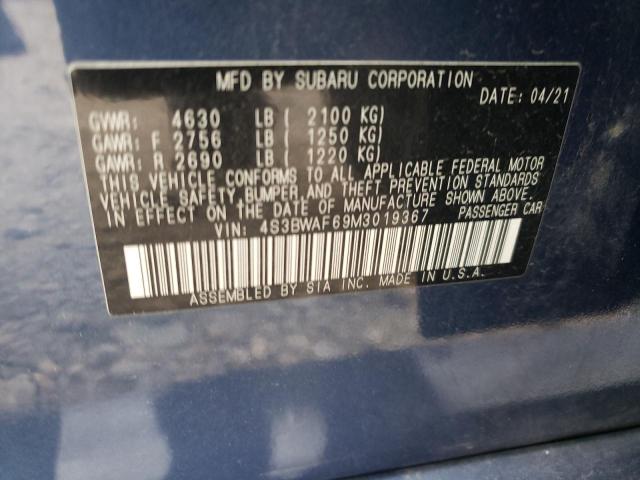 MFD BY SUBARU CORPORATION
DATE: 04/21
GVWR: 4630 LB ( 2100 KG)
GAWR: F 2756 LB ( 1250 KG)
GAWR: R 2690 LB ( 1220 KG)
THIS VEHICLE CONFORMS TO ALL APPLICABLE FEDERAL MOTOR
VEHICLE SAFETY,BUMPER,AND THEFT PREVENTION STANDARDS
IN EFFECT ON THE DATE OF MANUFACTURE SHOWN ABOVE.
VIN: 4S3BWAF69M3019367 PASSENGER CAR
ASSEMBLED BY SIA INC. MADE IN U.S.A.